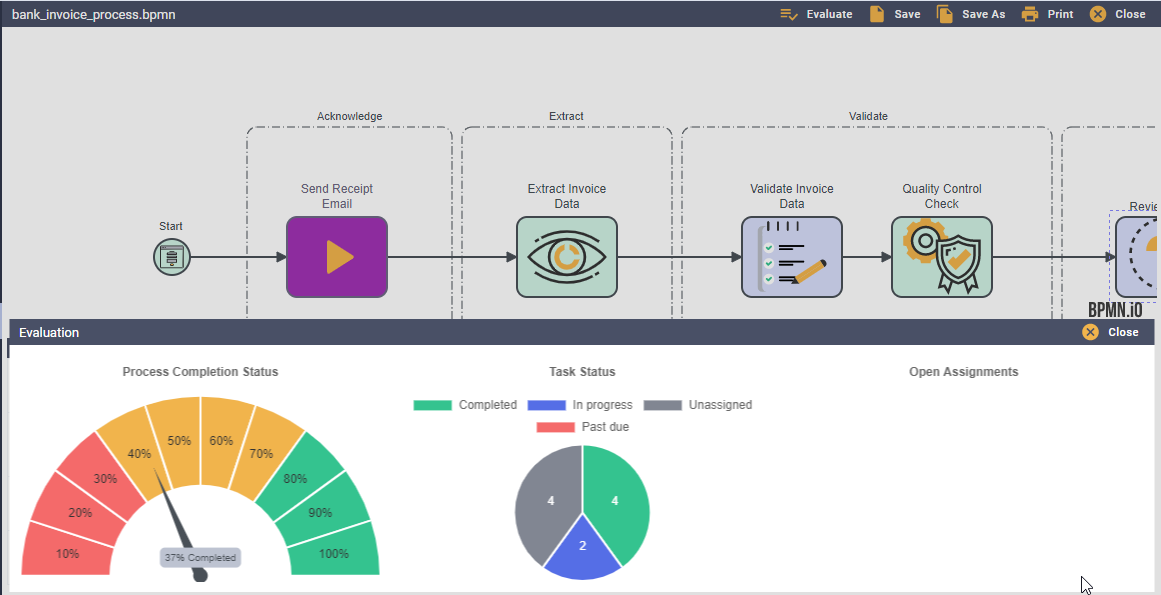 bank_invoice_process.bpmn
Evaluate
Save
Save As
Print
Close
Acknowledge
Extract
Validate
Send Receipt
Email
Extract Invoice
Data
Validate Invoice
Data
Quality Control
Check
Start
BPMN.iO
Evaluation
Close
Process Completion Status
Task Status
Open Assignments
Completed
In progress
Unassigned
Past due
10%
20%
30%
40%
50%
60%
70%
80%
90%
100%
37% Completed
4
4
2